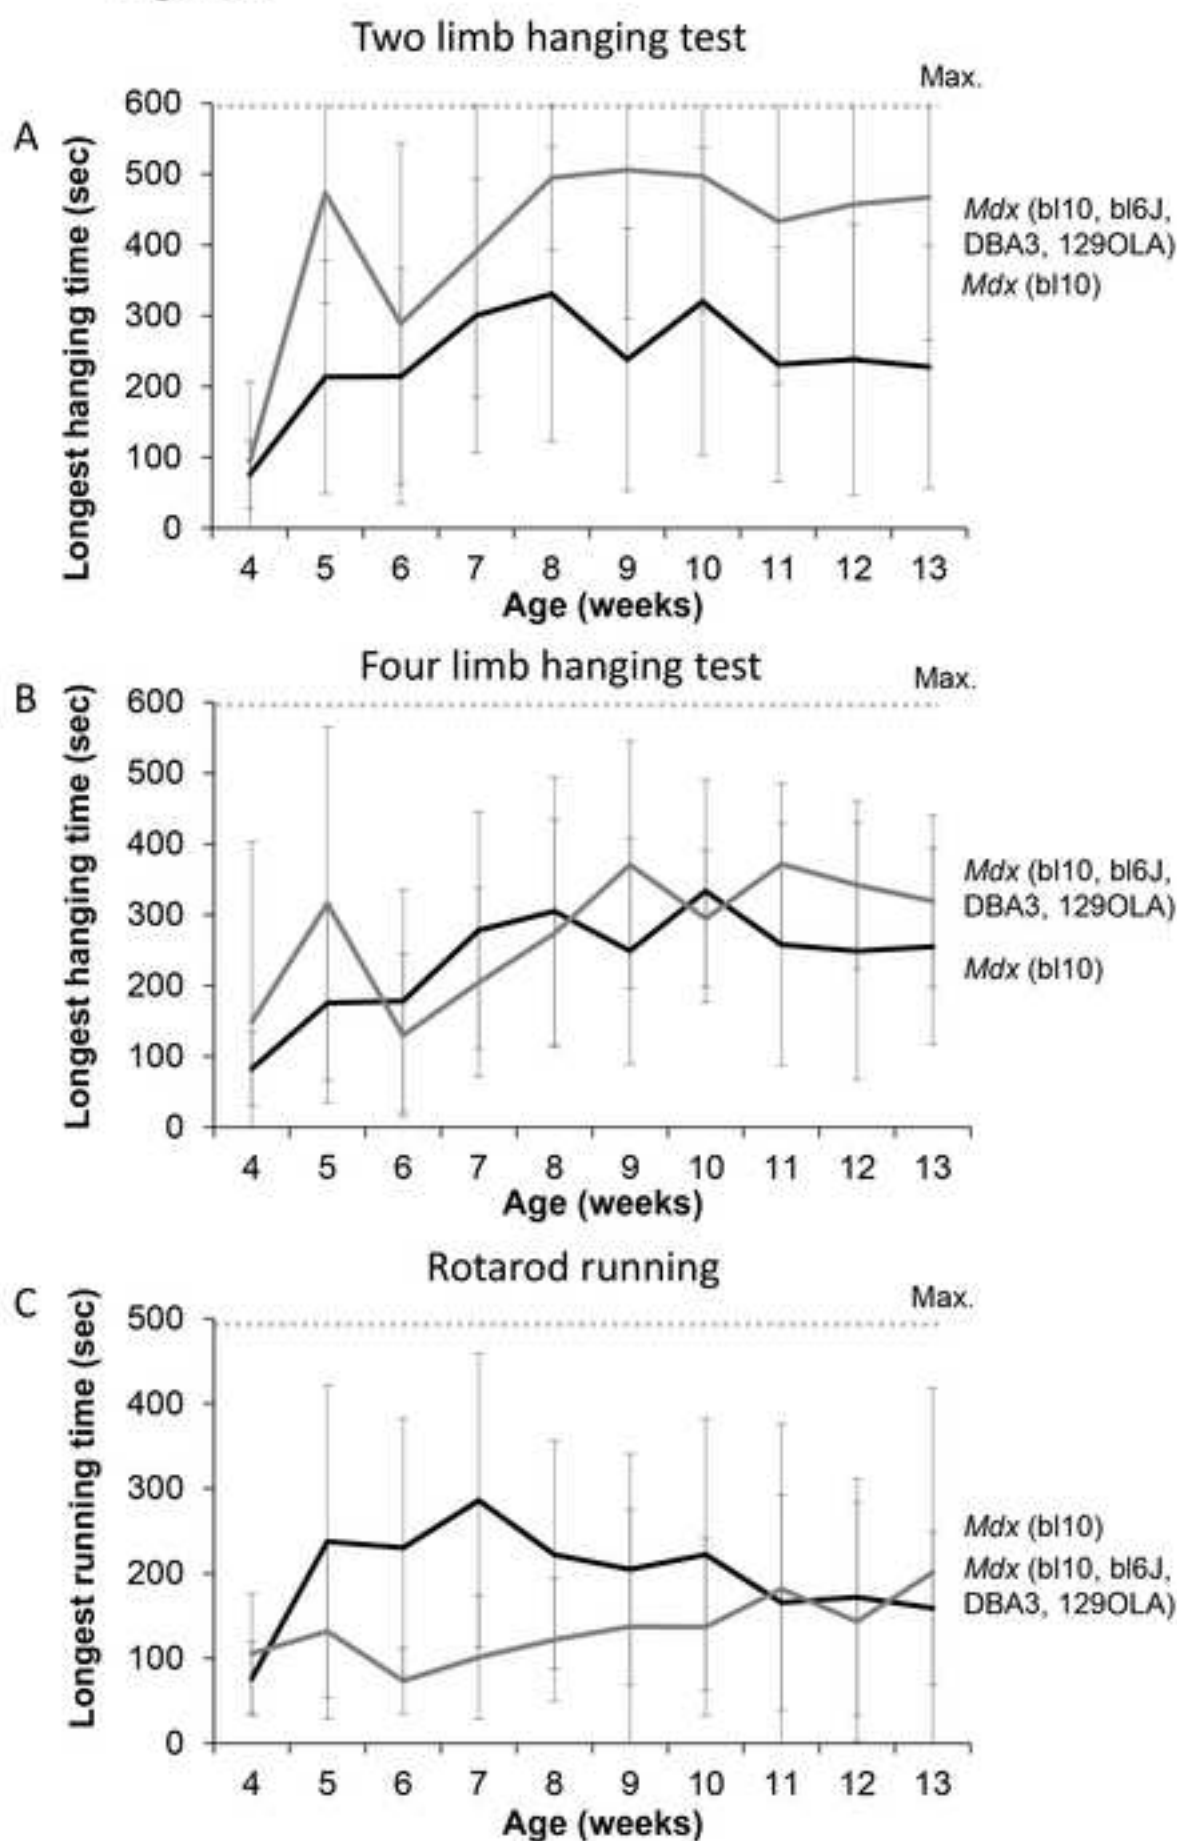 Two limb hanging test
Max.
A
Longest hanging time (sec)
600
500
400
300
200
100
0
Mdx (bl10, bl6J,
DBA3, 129OLA)
Mdx (bl10)
4 5 6 7 8 9 10 11 12 13
Age (weeks)
Four limb hanging test
Max.
B
Longest hanging time (sec)
600
500
400
300
200
100
0
Mdx (bl10, bl6J,
DBA3, 129OLA)
Mdx (bl10)
4 5 6 7 8 9 10 11 12 13
Age (weeks)
Rotarod running
Max.
C
Longest running time (sec)
500
400
300
200
100
0
Mdx (bl10)
Mdx (bl10, bl6J,
DBA3, 129OLA)
4 5 6 7 8 9 10 11 12 13
Age (weeks)